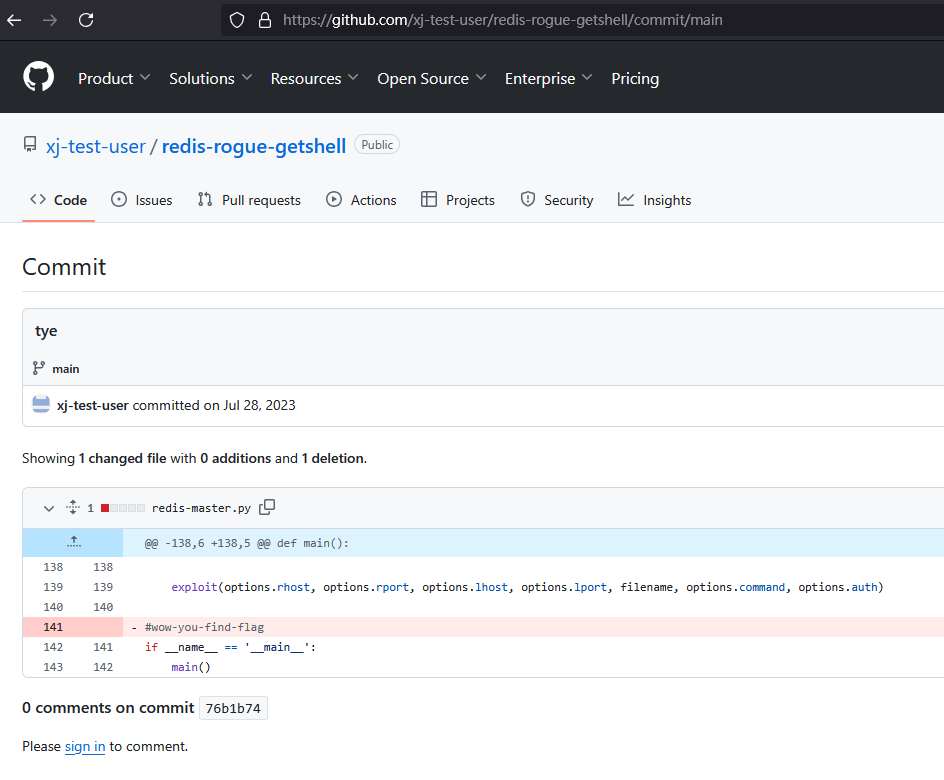 https://github.com/xj-test-user/redis-rogue-getshell/commit/main
Product Solutions Resources Open Source Enterprise Pricing
xj-test-user / redis-rogue-getshell Public
Code Issues Pull requests Actions Projects Security Insights
Commit
tye
main
xj-test-user committed on Jul 28, 2023
Showing 1 changed file with 0 additions and 1 deletion.
1 redis-master.py
@@ -138,6 +138,5 @@ def main():
138 138
139 139 exploit(options.rhost, options.rport, options.lhost, options.lport, filename, options.command, options.auth)
140 140
141 - #wow-you-find-flag
142 141 if __name__ == '__main__':
143 142 main()
0 comments on commit 76b1b74
Please sign in to comment.